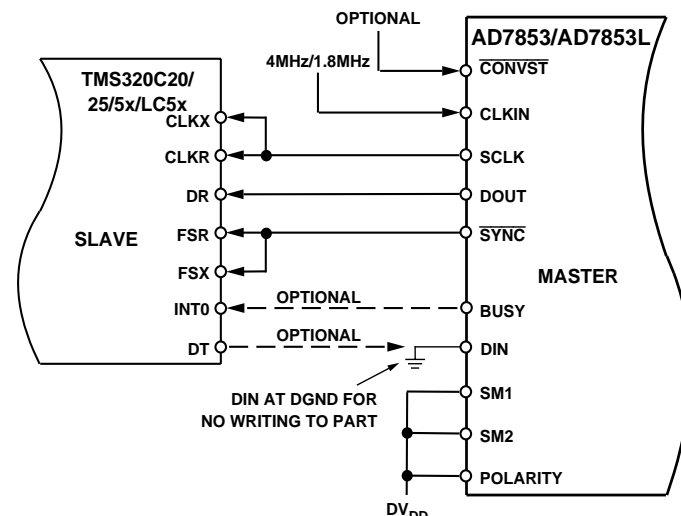 OPTIONAL
AD7853/AD7853L
4MHz/1.8MHz
CONVST
TMS320C20/
25/5x/LC5x
CLKX
CLKIN
CLKR
SCLK
DR
DOUT
SLAVE
FSR
SYNC
FSX
MASTER
INT0
OPTIONAL
BUSY
DT
OPTIONAL
DIN
DIN AT DGND FOR
NO WRITING TO PART
SM1
SM2
POLARITY
DVDD